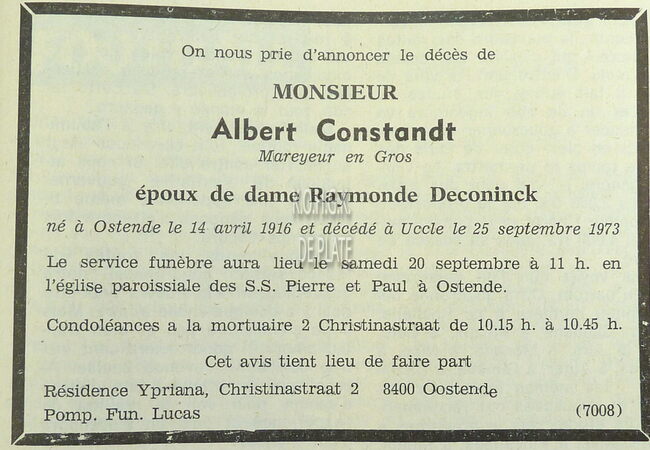 On nous prie d'annoncer le décès de
MONSIEUR
Albert Constandt
Mareyeur en Gros
époux de dame Raymonde Deconinck
né à Ostende le 14 avril 1916 et décédé à Uccle le 25 septembre 1973
Le service funèbre aura lieu le samedi 20 septembre à 11 h. en
l'église paroissiale des S.S. Pierre et Paul à Ostende.
Condoléances a la mortuaire 2 Christinastraat de 10.15 h. à 10.45 h.
Cet avis tient lieu de faire part
Résidence Ypriana, Christinastraat 2 8400 Oostende
Pomp. Fun. Lucas (7008)
DE PLATE